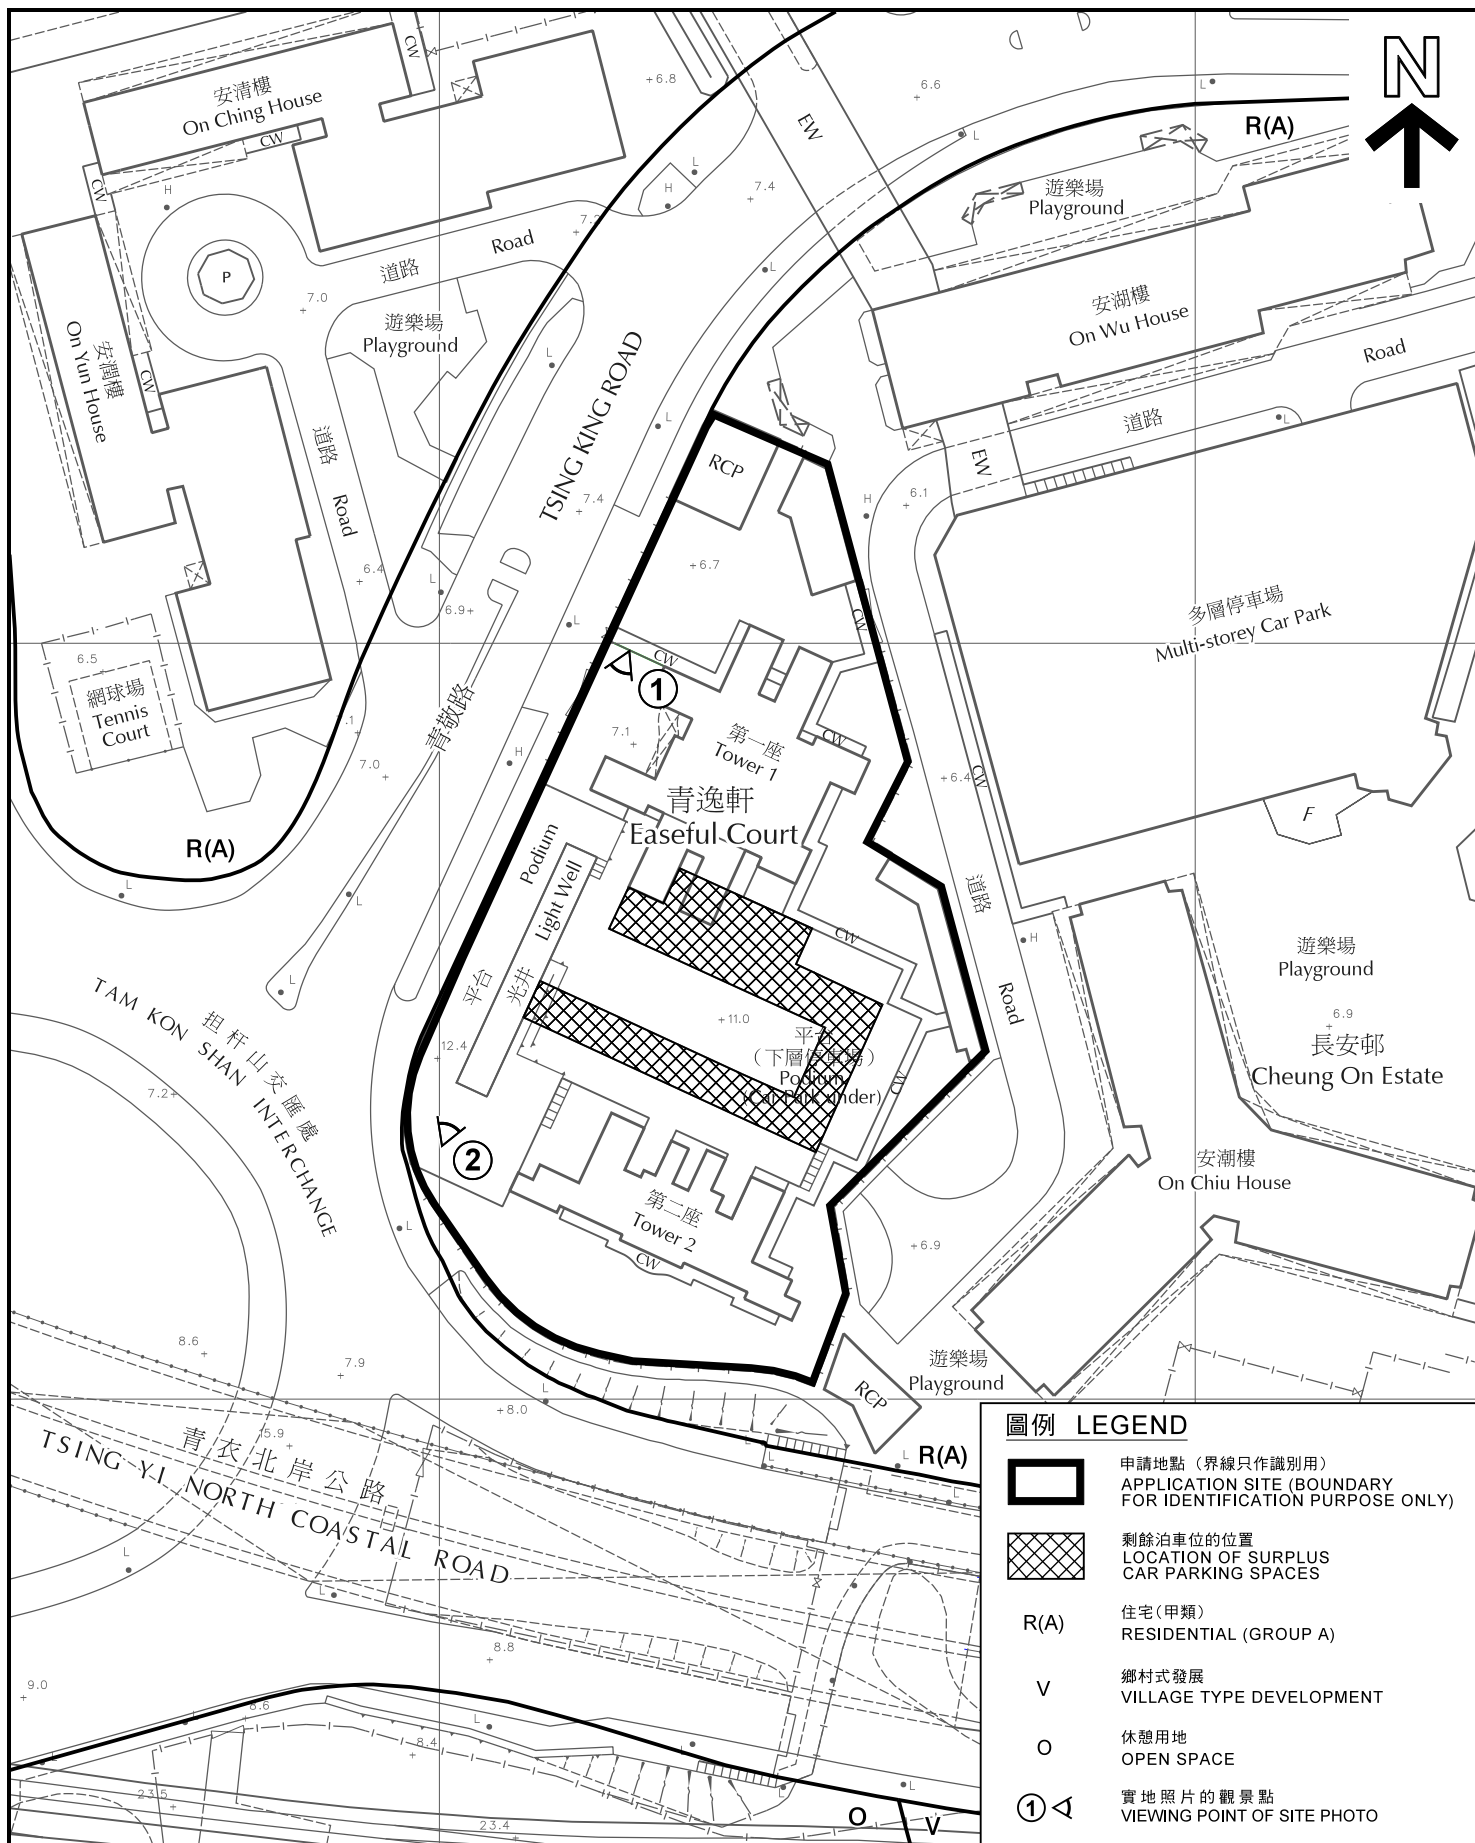 安清樓
On Ching House
CW
CW
CW
H
P
7.0
+6.8
L
H
7.4
EW
+6.6
L
L
R(A)
N
遊樂場
Playground
道路
Road
安潤樓
On Yun House
CW
遊樂場
Playground
L
L
L
安湖樓
On Wu House
Road
道路
L
EW
TSING KING ROAD
道路
Road
RCP
7.4
H
6.1
6.4
L
6.9+
+6.7
L
CW
CW
多層停車場
Multi-storey Car Park
6.5
網球場
Tennis
Court
7.0
青敬路
H
1
7.1
第一座
Tower 1
CW
+6.4
CW
青逸軒
Easeful Court
F
R(A)
L
L
Podium
Light Well
平台
光井
CW
道路
Road
H
遊樂場
Playground
6.9
長安邨
Cheung On Estate
L
TAM KON SHAN INTERCHANGE
担杆山交匯處
7.2+
12.4
+11.0
平台
(下層停車場)
Podium
(Car Park under)
CW
2
安潮樓
On Chiu House
第二座
Tower 2
CW
L
+6.9
8.6
7.9
遊樂場
Playground
RCP
L
+8.0
R(A)
L
5.9
青衣北岸公路
TSING YI NORTH COASTAL ROAD
L
L
8.8
9.0
8.6
L
L
8.4
L
L
L
23.5
23.4
O
V
圖例 LEGEND
申請地點（界線只作識別用）
APPLICATION SITE (BOUNDARY
FOR IDENTIFICATION PURPOSE ONLY)
剩餘泊車位的位置
LOCATION OF SURPLUS
CAR PARKING SPACES
R(A)
住宅(甲類)
RESIDENTIAL (GROUP A)
V
鄉村式發展
VILLAGE TYPE DEVELOPMENT
O
休憩用地
OPEN SPACE
1
實地照片的觀景點
VIEWING POINT OF SITE PHOTO